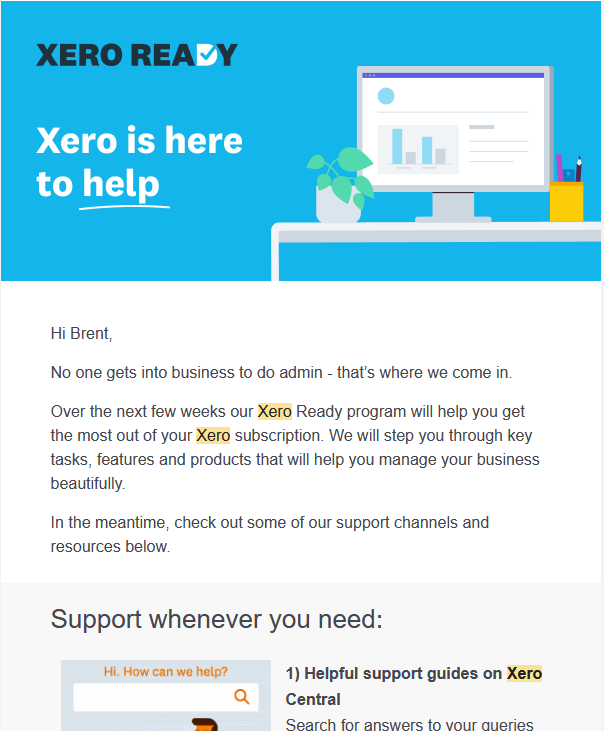 XERO READY
Xero is here
to help
Hi Brent,
No one gets into business to do admin - that’s where we come in.
Over the next few weeks our Xero Ready program will help you get
the most out of your Xero subscription. We will step you through key
tasks, features and products that will help you manage your business
beautifully.
In the meantime, check out some of our support channels and
resources below.
Support whenever you need:
Hi. How can we help?
1) Helpful support guides on Xero
Central
Search for answers to your queries